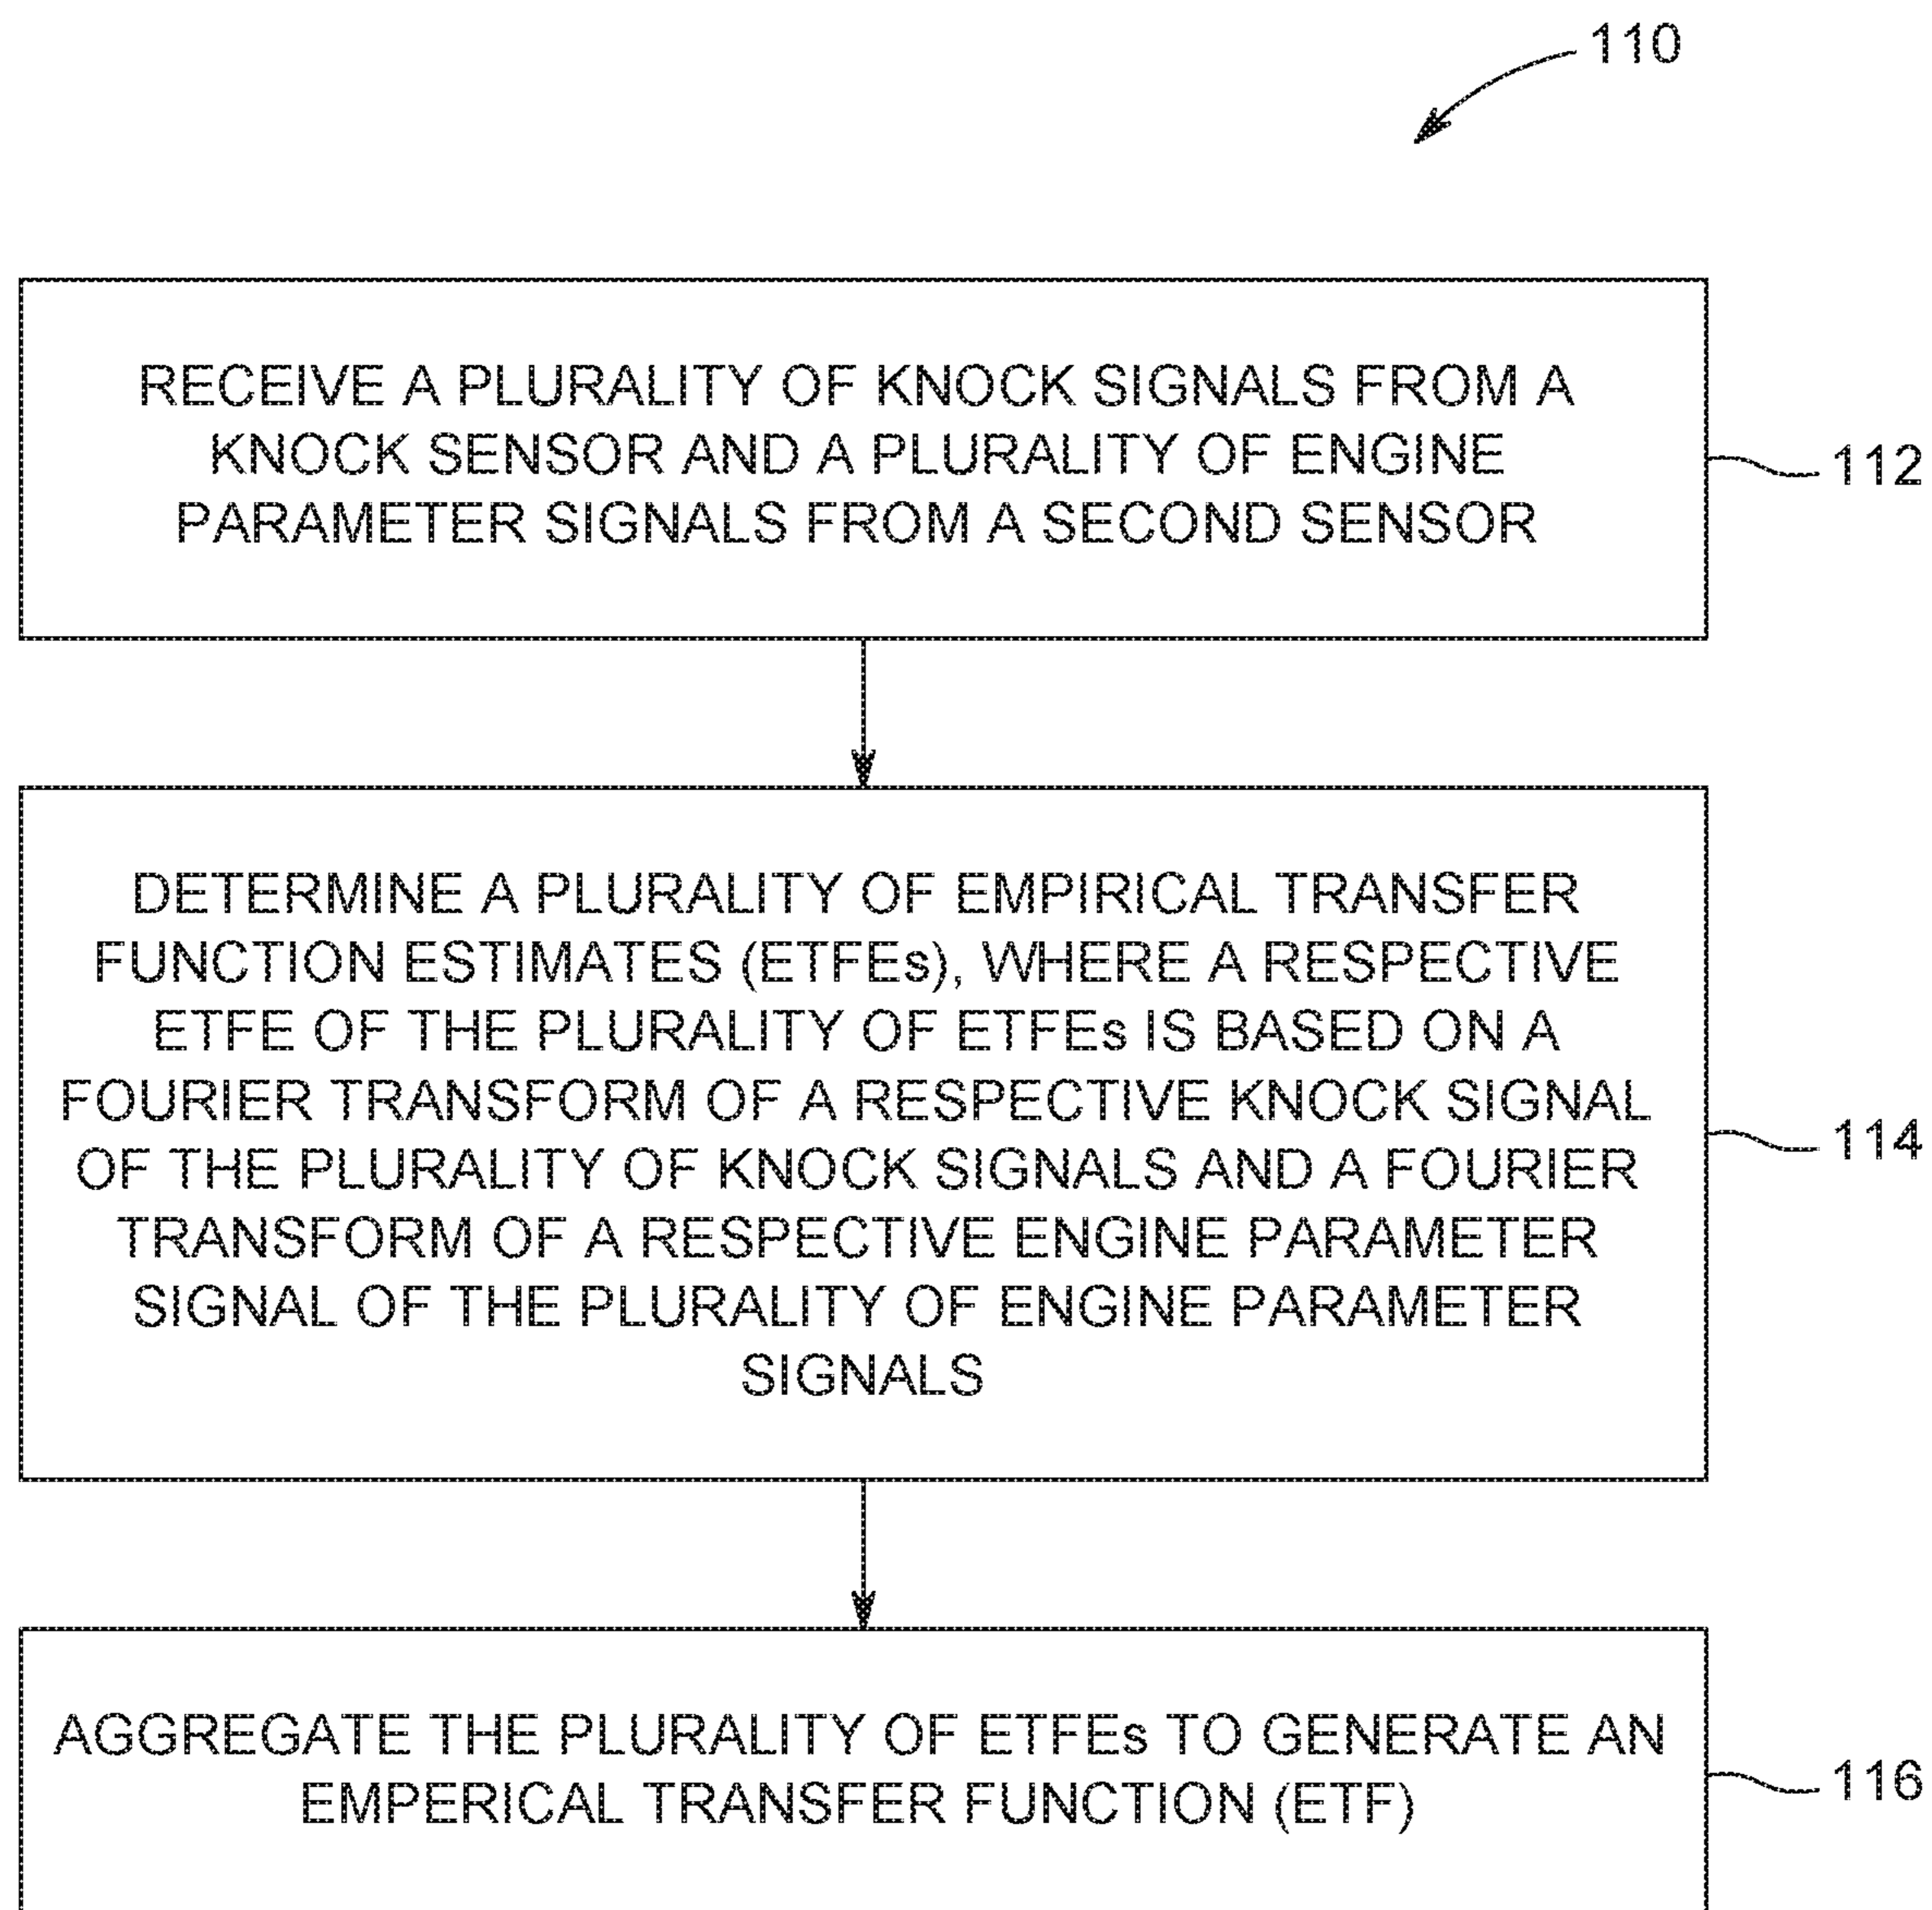 110
RECEIVE A PLURALITY OF KNOCK SIGNALS FROM A
KNOCK SENSOR AND A PLURALITY OF ENGINE
PARAMETER SIGNALS FROM A SECOND SENSOR
112
DETERMINE A PLURALITY OF EMPIRICAL TRANSFER
FUNCTION ESTIMATES (ETFEs), WHERE A RESPECTIVE
ETFE OF THE PLURALITY OF ETFEs IS BASED ON A
FOURIER TRANSFORM OF A RESPECTIVE KNOCK SIGNAL
OF THE PLURALITY OF KNOCK SIGNALS AND A FOURIER
TRANSFORM OF A RESPECTIVE ENGINE PARAMETER
SIGNAL OF THE PLURALITY OF ENGINE PARAMETER
SIGNALS
114
AGGREGATE THE PLURALITY OF ETFEs TO GENERATE AN
EMPERICAL TRANSFER FUNCTION (ETF)
116